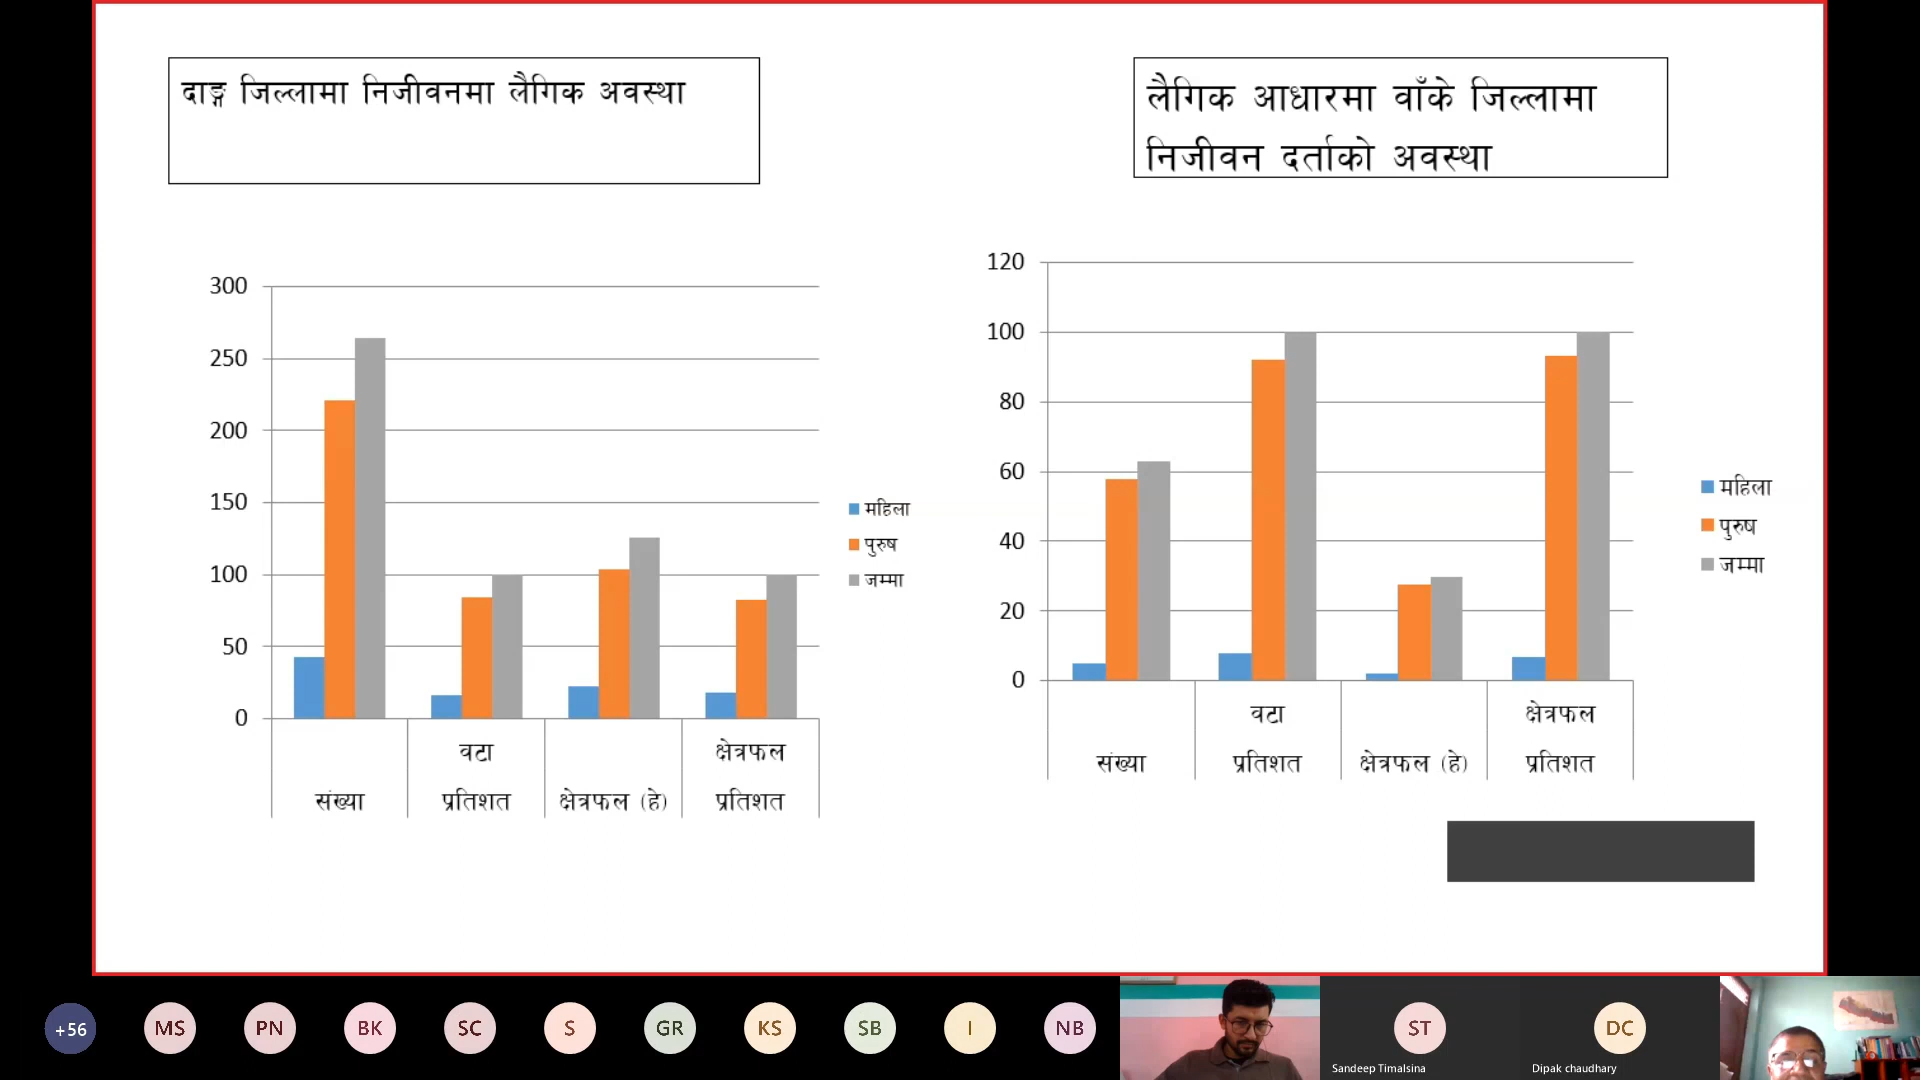 दाङ्ग जिल्लामा निजीवनमा लैगिक अवस्था
लैगिक आधारमा वाँके जिल्लामा
निजीवन दर्ताको अवस्था
300
250
200
150
100
50
0
वटा
क्षेत्रफल
संख्या
प्रतिशत
क्षेत्रफल (हे)
प्रतिशत
महिला
पुरुष
जम्मा
120
100
80
60
40
20
0
वटा
क्षेत्रफल
संख्या
प्रतिशत
क्षेत्रफल (हे)
प्रतिशत
महिला
पुरुष
जम्मा
+56
MS
PN
BK
SC
S
GR
KS
SB
I
NB
ST
Sandeep Timalsina
DC
Dipak chaudhary